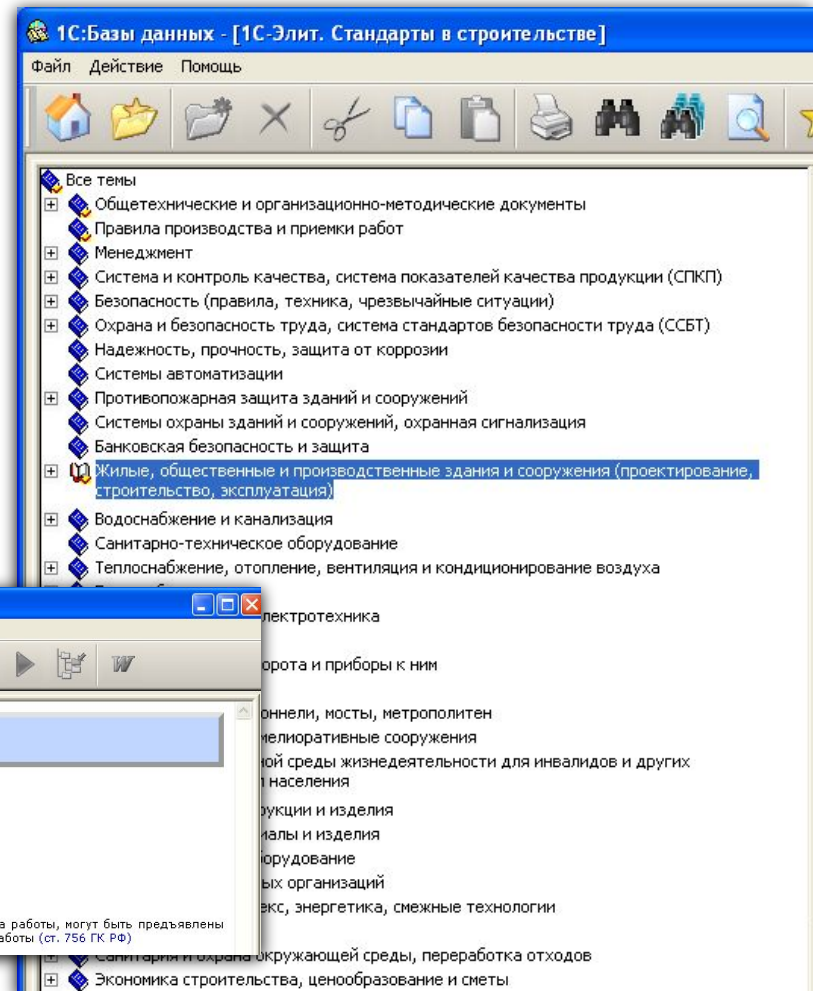 1С:Базы данных - [1С-Элит. Стандарты в строительстве]
Файл Действие Помощь
Все темы
Общетехнические и организационно-методические документы
Правила производства и приемки работ
Менеджмент
Система и контроль качества, система показателей качества продукции (СПКП)
Безопасность (правила, техника, чрезвычайные ситуации)
Охрана и безопасность труда, система стандартов безопасности труда (ССБТ)
Надежность, прочность, защита от коррозии
Системы автоматизации
Противопожарная защита зданий и сооружений
Системы охраны зданий и сооружений, охранная сигнализация
Банковская безопасность и защита
Жилые, общественные и производственные здания и сооружения (проектирование,
строительство, эксплуатация)
Водоснабжение и канализация
Санитарно-техническое оборудование
Теплоснабжение, отопление, вентиляция и кондиционирование воздуха
лектротехника
W
орота и приборы к ним
оннели, мосты, метрополитен
мелиоративные сооружения
ой среды жизнедеятельности для инвалидов и других
населения
рукции и изделия
иалы и изделия
орудование
ых организаций
екс, энергетика, смежные технологии
а работы, могут быть предъявлены
аботы (ст. 756 ГК РФ)
Санитария и охрана окружающей среды, переработка отходов
Экономика строительства, ценообразование и сметы